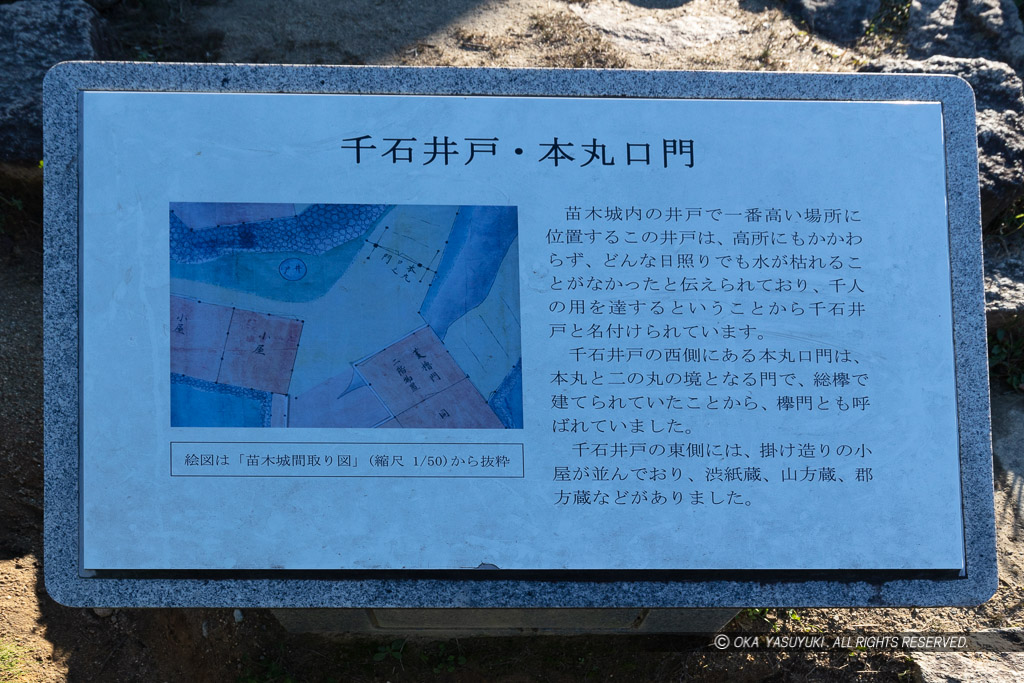 千石井戸・本丸口門
苗木城内の井戸で一番高い場所に
位置するこの井戸は、高所にもかかわ
らず、どんな日照りでも水が枯れるこ
とがなかったと伝えられており、千人
の用を達するということから千石井
戸と名付けられています。
千石井戸の西側にある本丸口門は、
本丸と二の丸の境となる門で、総欅で
建てられていたことから、欅門とも呼
ばれていました。
千石井戸の東側には、掛け造りの小
屋が並んでおり、渋紙蔵、山方蔵、郡
方蔵などがありました。
井戸
小屋
小屋
絵図は「苗木城間取り図」(縮尺 1/50)から抜粋
© OKA YASUYUKI. ALL RIGHTS RESERVED.